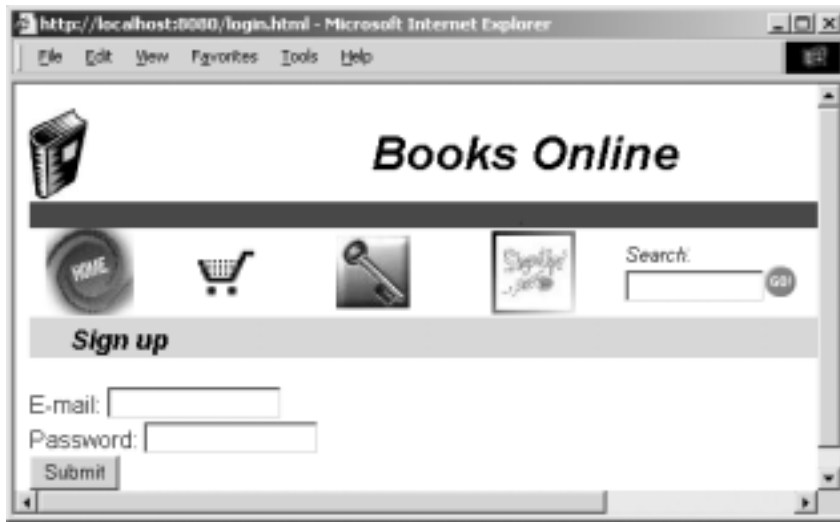 http://localhost:8080/login.html - Microsoft Internet Explorer
File Edit View Favorites Tools Help
Books Online
HOME
Search:
GO!
Sign up
E-mail:
Password:
Submit